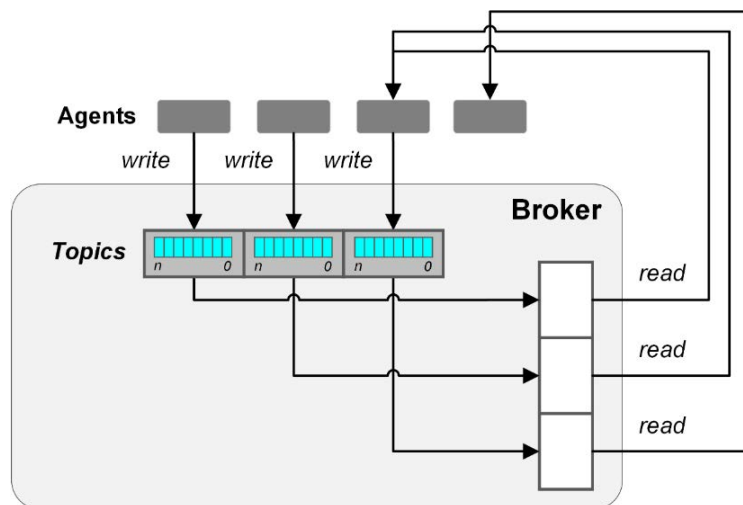 Agents
write write write
Broker
Topics
n 0 n 0 n 0
read
read
read